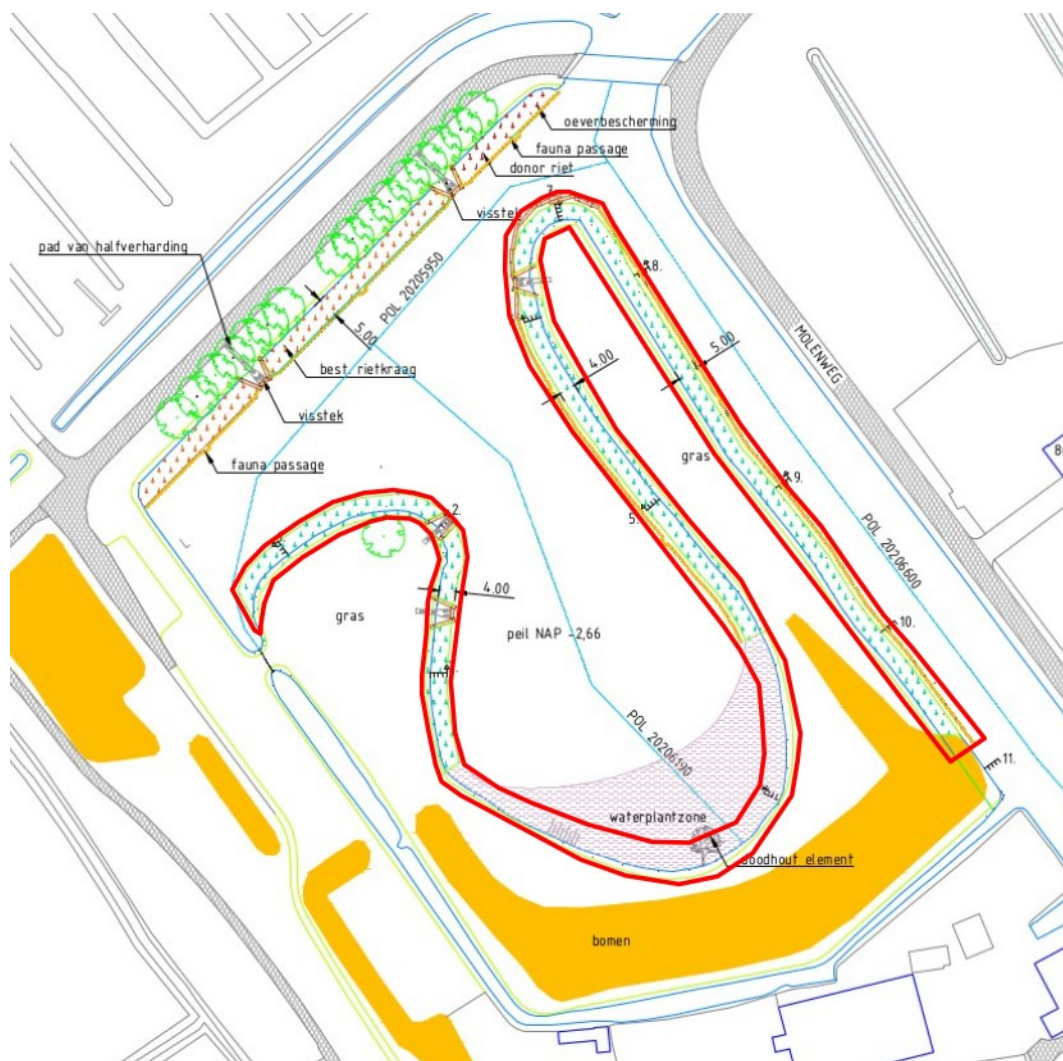 oeverbescherming
fauna passage
donor riet
visstek
pad van halfverharding
POL 20205950
5.00
best. rietkraag
visstek
fauna passage
3.
8.
MOLENWEG
4.00
5.00
gras
9.
5.
2.
POL 20206600
4.00
gras
peil NAP -2,66
10.
POL 20206190
11.
waterplantzone
doodhout element
bomen